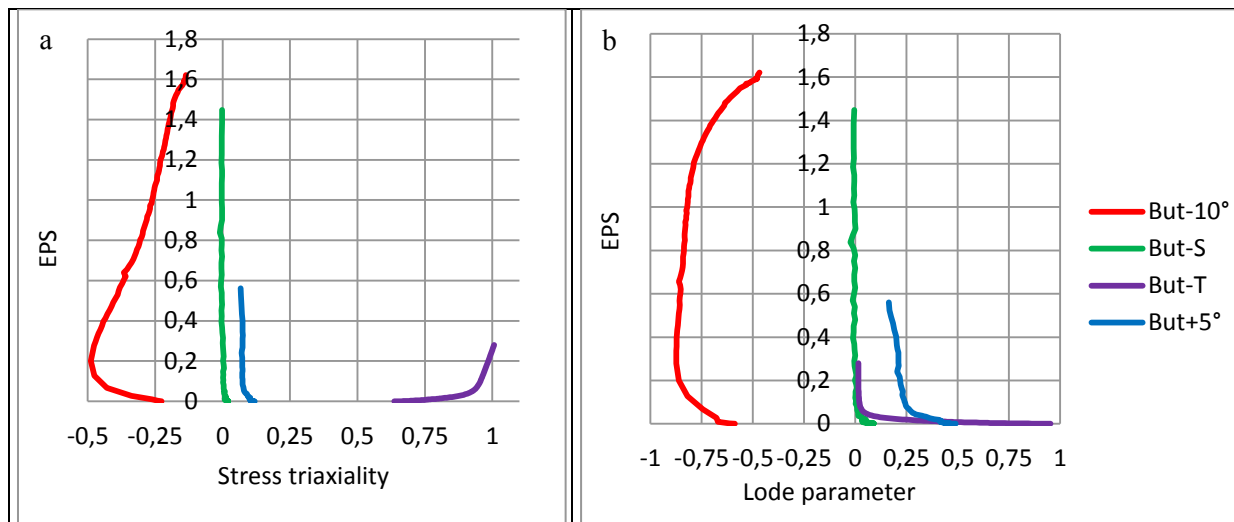 a
1,8
1,6
1,4
1,2
1
0,8
0,6
0,4
0,2
0
EPS
-0,5 -0,25 0 0,25 0,5 0,75 1
Stress triaxiality
b
1,8
1,6
1,4
1,2
1
0,8
0,6
0,4
0,2
0
EPS
-1 -0,75 -0,5 -0,25 0 0,25 0,5 0,75 1
Lode parameter
But-10°
But-S
But-T
But+5°